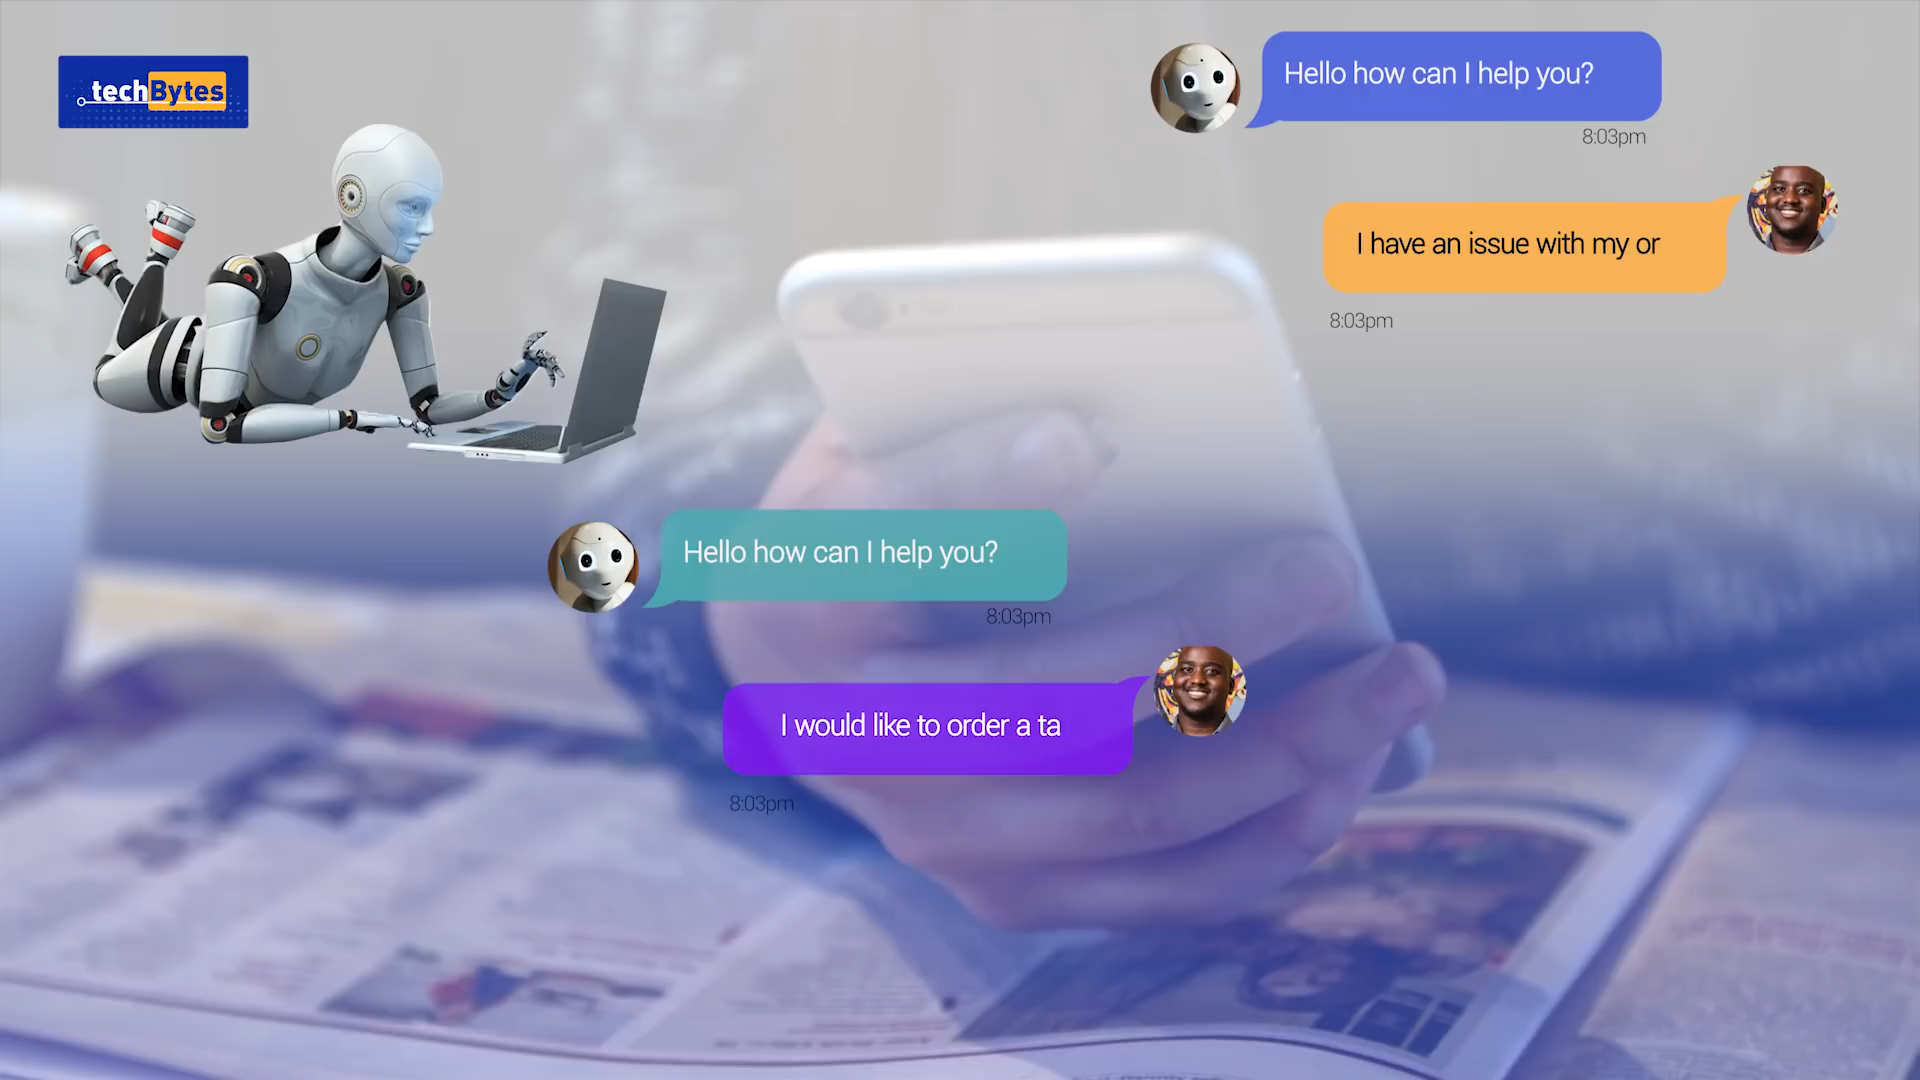 techBytes
Hello how can I help you?
8:03pm
I have an issue with my or
8:03pm
Hello how can I help you?
8:03pm
I would like to order a ta
8:03pm